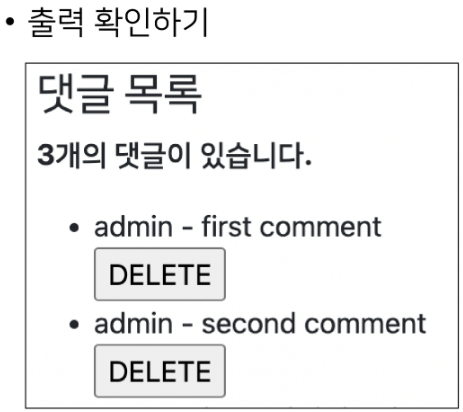 • 출력 확인하기
댓글 목록
3개의 댓글이 있습니다.
• admin - first comment
DELETE
• admin - second comment
DELETE